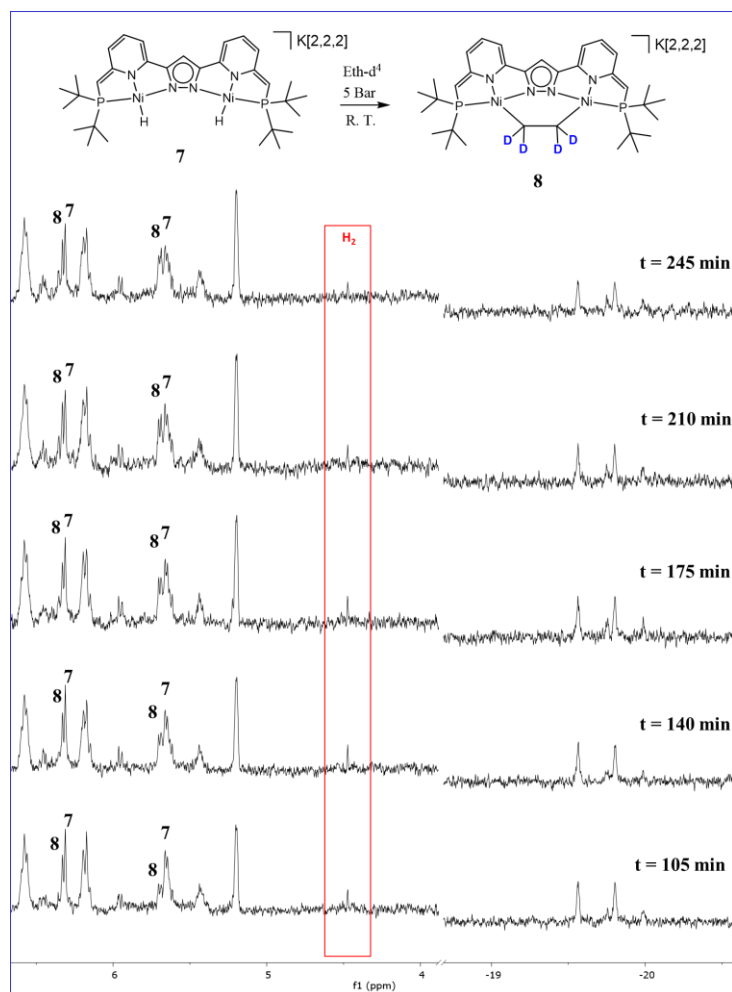 K[2,2,2]
K[2,2,2]
Eth-d⁴
5 Bar
R. T.
N N
N N
N N
N N
P Ni N N Ni P
P Ni N N Ni P
H H
D D
D D
7
8
8 7 8 7
H₂
t = 245 min
8 7 8 7
t = 210 min
8 7 8 7
t = 175 min
8 7 8 7
t = 140 min
8 7 8 7
t = 105 min
6 5 4 -19 -20
f1 (ppm)